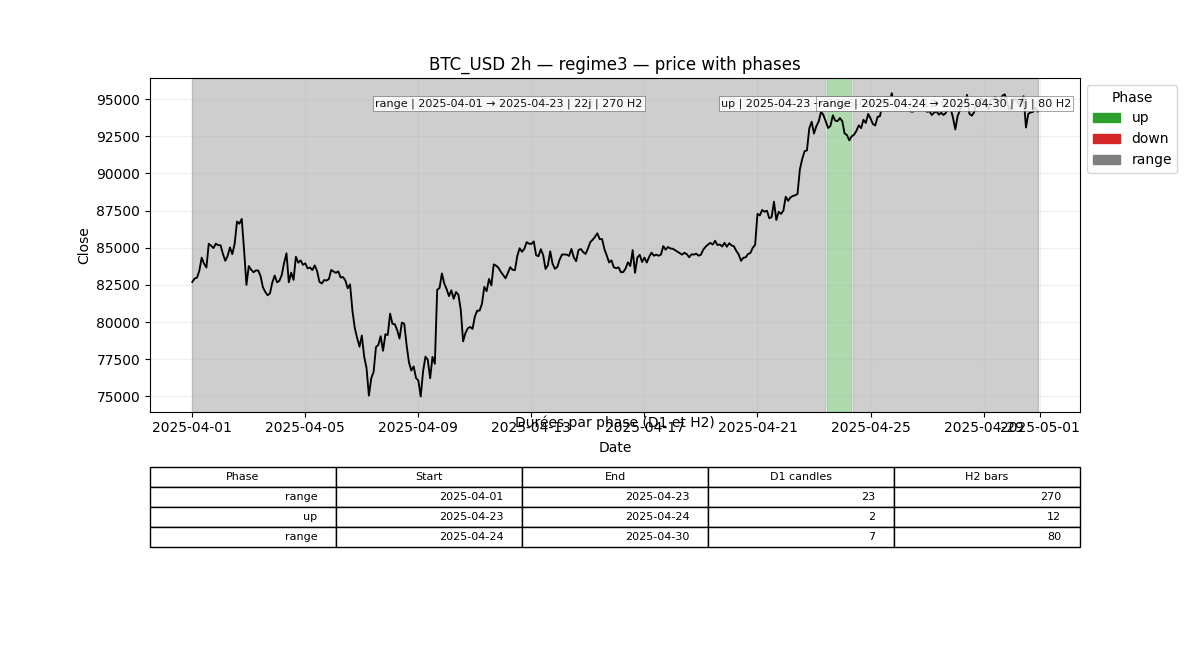 BTC_USD 2h — regime3 — price with phases
range | 2025-04-01 → 2025-04-23 | 22j | 270 H2
up | 2025-04-23
range | 2025-04-24 → 2025-04-30 | 7j | 80 H2
Phase
up
down
range
Close
95000
92500
90000
87500
85000
82500
80000
77500
75000
Durées par phase (D1 et H2)
2025-04-01 2025-04-05 2025-04-09 2025-04-13 2025-04-17 2025-04-21 2025-04-25 2025-04-29 2025-05-01
Date
Phase Start End D1 candles H2 bars
range 2025-04-01 2025-04-23 23 270
up 2025-04-23 2025-04-24 2 12
range 2025-04-24 2025-04-30 7 80